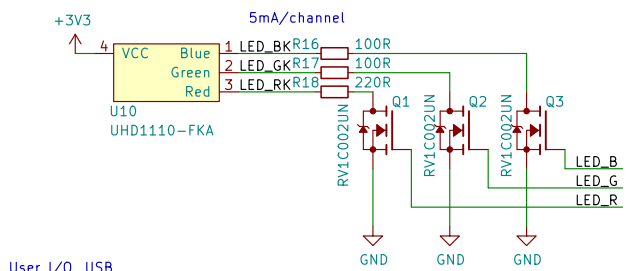 5mA/channel
+3V3
4 VCC Blue 1 LED_BK R16 100R
Green 2 LED_GK R17 100R
Red 3 LED_RK R18 220R
U10
UHD1110-FKA
Q1 Q2 Q3
RV1C002UN RV1C002UN RV1C002UN
LED_B
LED_G
LED_R
GND GND GND
User I/O, USB